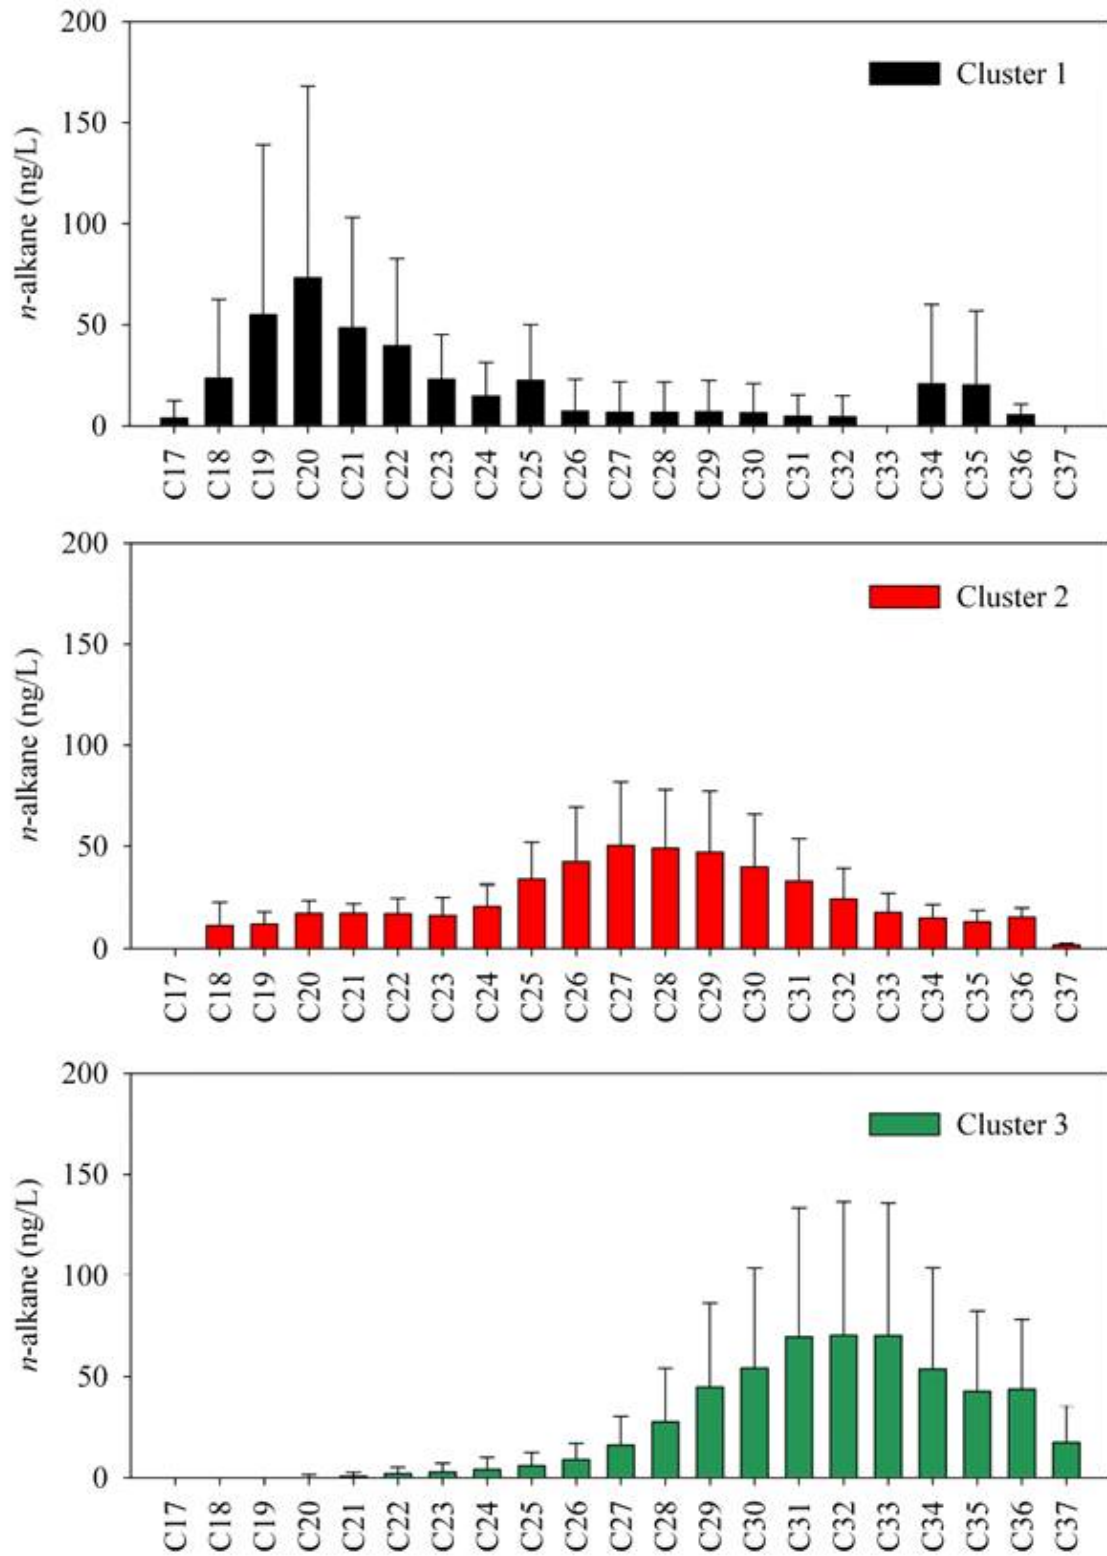 200
Cluster 1
150
100
50
0
n-alkane (ng/L)
C17 C18 C19 C20 C21 C22 C23 C24 C25 C26 C27 C28 C29 C30 C31 C32 C33 C34 C35 C36 C37
200
Cluster 2
150
100
50
0
n-alkane (ng/L)
C17 C18 C19 C20 C21 C22 C23 C24 C25 C26 C27 C28 C29 C30 C31 C32 C33 C34 C35 C36 C37
200
Cluster 3
150
100
50
0
n-alkane (ng/L)
C17 C18 C19 C20 C21 C22 C23 C24 C25 C26 C27 C28 C29 C30 C31 C32 C33 C34 C35 C36 C37